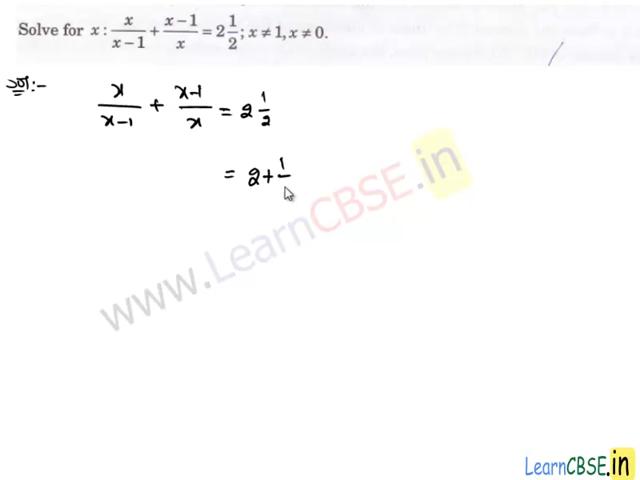 Solve for x : x/(x−1) + (x−1)/x = 2 1/2; x ≠ 1, x ≠ 0.
Sol:-
x/(x-1) + (x-1)/x = 2 1/2
= 2 + 1/
www.LearnCBSE.in
LearnCBSE.in